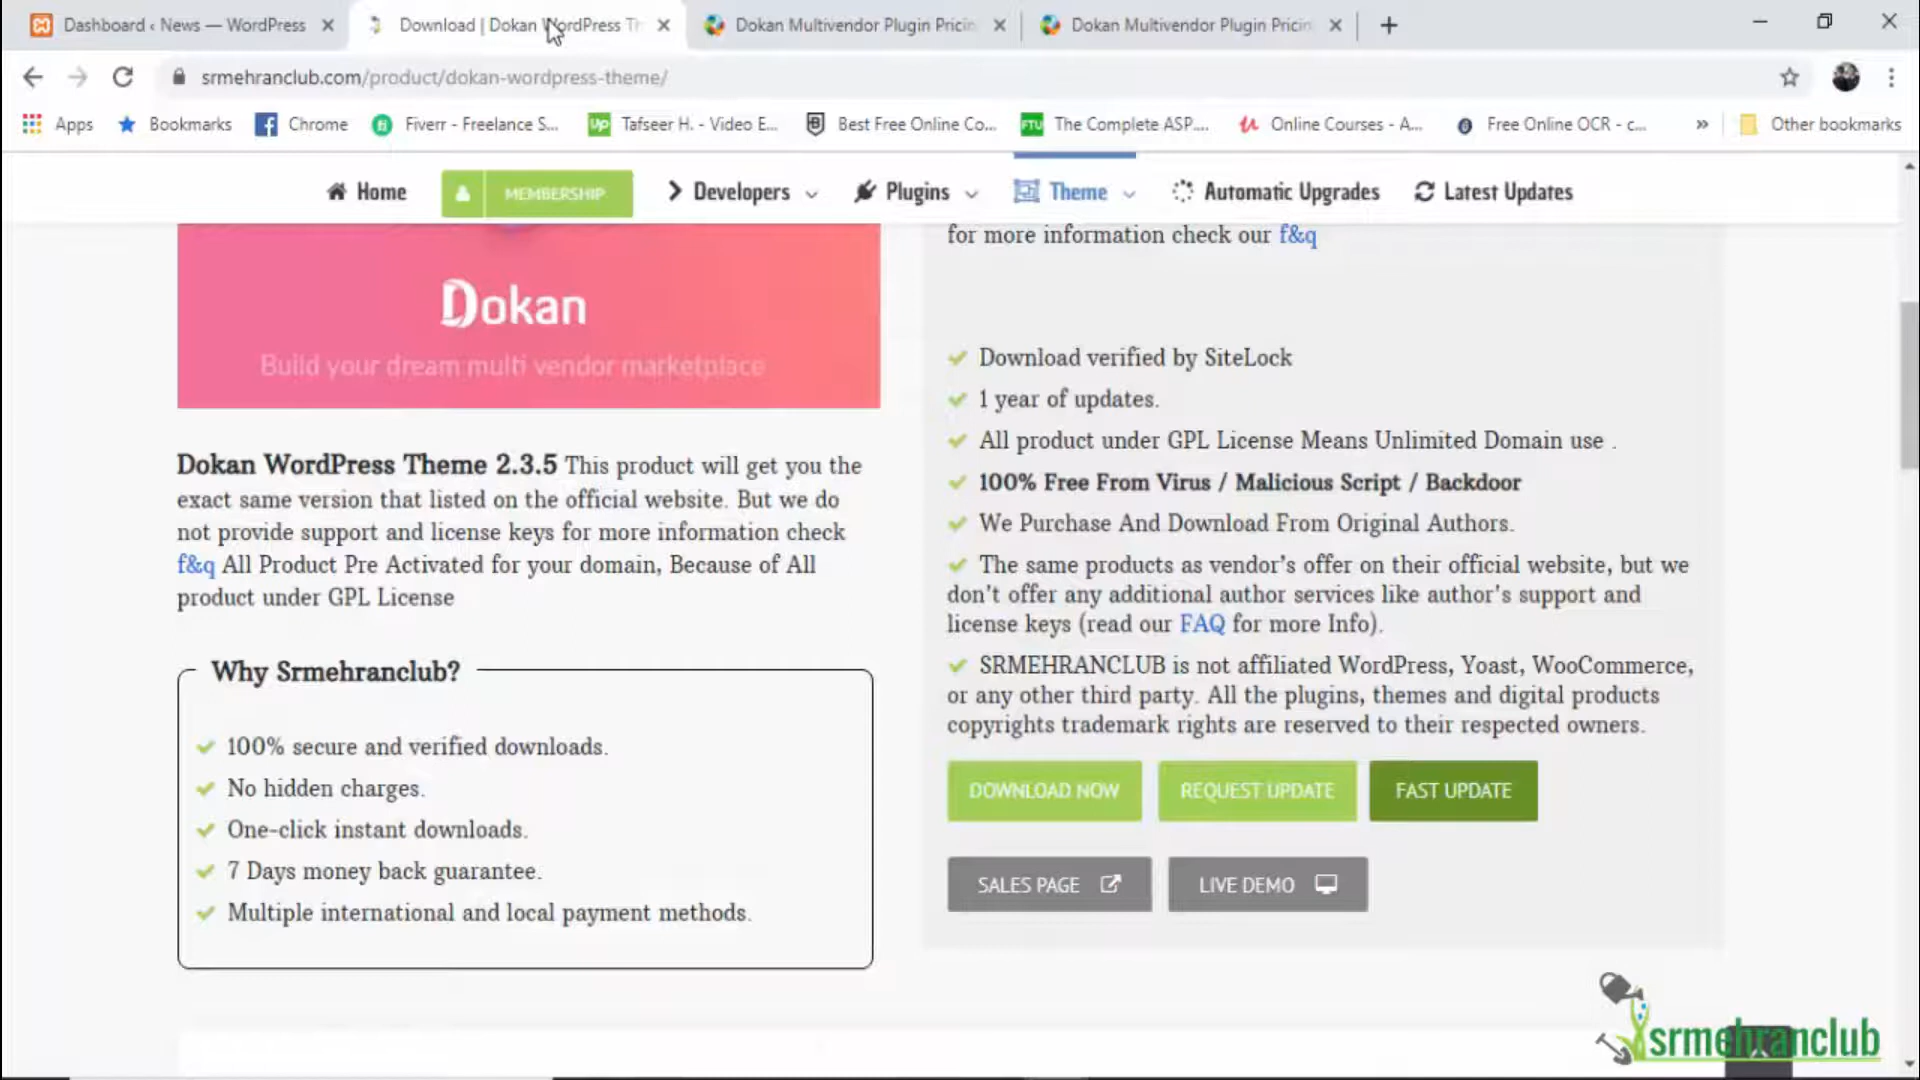 Dashboard ‹ News — WordPress
Download | Dokan WordPress Th
Dokan Multivendor Plugin Pricin
Dokan Multivendor Plugin Pricin
srmehranclub.com/product/dokan-wordpress-theme/
Apps
Bookmarks
Chrome
Fiverr - Freelance S...
Up Tafseer H. - Video E...
Best Free Online Co...
FTU The Complete ASP....
Online Courses - A...
Free Online OCR - c...
»
Other bookmarks
Home
MEMBERSHIP
Developers
Plugins
Theme
Automatic Upgrades
Latest Updates
Dokan
Build your dream multi vendor marketplace
Dokan WordPress Theme 2.3.5 This product will get you the
exact same version that listed on the official website. But we do
not provide support and license keys for more information check
f&q All Product Pre Activated for your domain, Because of All
product under GPL License
Why Srmehranclub?
100% secure and verified downloads.
No hidden charges.
One-click instant downloads.
7 Days money back guarantee.
Multiple international and local payment methods.
for more information check our f&q
Download verified by SiteLock
1 year of updates.
All product under GPL License Means Unlimited Domain use .
100% Free From Virus / Malicious Script / Backdoor
We Purchase And Download From Original Authors.
The same products as vendor's offer on their official website, but we
don't offer any additional author services like author's support and
license keys (read our FAQ for more Info).
SRMEHRANCLUB is not affiliated WordPress, Yoast, WooCommerce,
or any other third party. All the plugins, themes and digital products
copyrights trademark rights are reserved to their respected owners.
DOWNLOAD NOW
REQUEST UPDATE
FAST UPDATE
SALES PAGE
LIVE DEMO
srmehranclub